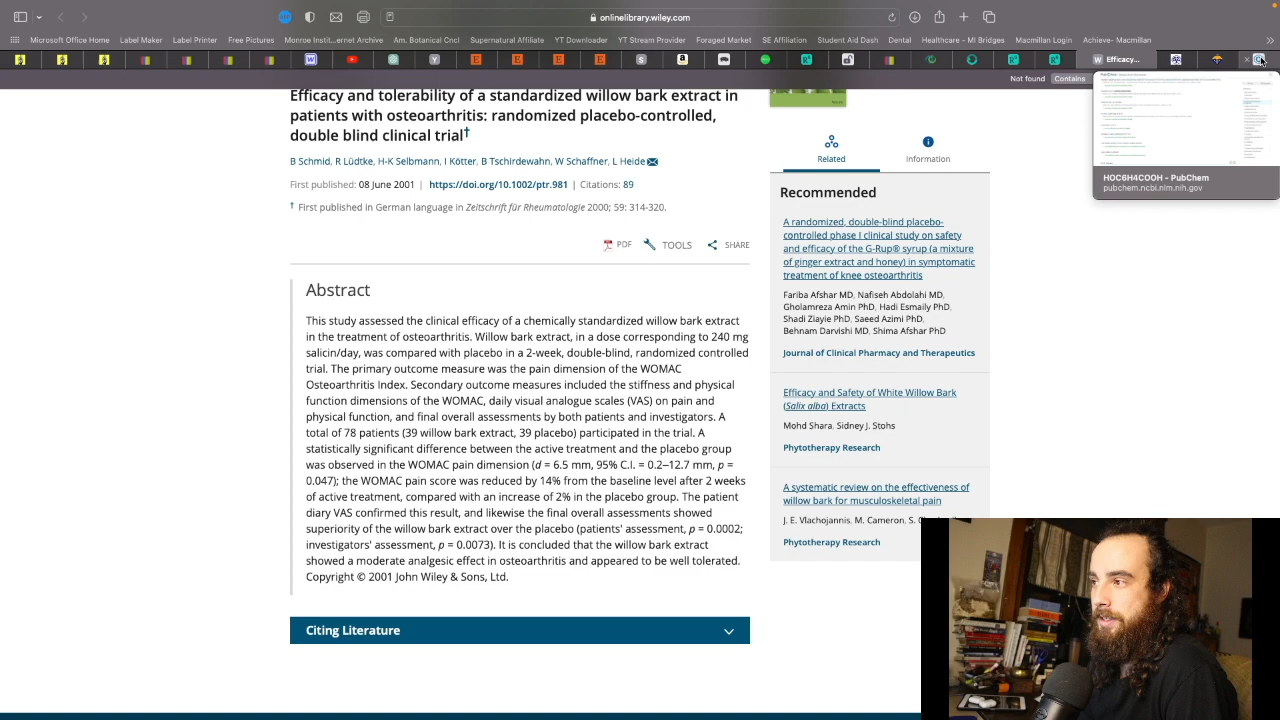 onlinelibrary.wiley.com
Microsoft Office Home Label Maker Label Printer Free Pictures Monroe Instit...ernet Archive Am. Botanical Cncl Supernatural Affiliate YT Downloader YT Stream Provider Foraged Market SE Affiliation Student Aid Dash Dental Healthcare - MI Bridges Macmillan Login Achieve- Macmillan
Efficacy...
Not found Contains
HOC6H4COOH - PubChem
pubchem.ncbi.nlm.nih.gov
Efficacy and tolerability of a standardized willow bark extract
in patients with osteoarthritis: randomized placebo-controlled,
double blind clinical trial†
B Schmid, R Lüdtke, I Kötter, B Tschirdewahn, E Schaffner, L Heide
First published: 08 June 2001 | https://doi.org/10.1002/ptr.981 | Citations: 89
† First published in German language in Zeitschrift für Rheumatologie 2000; 59: 314-320.
PDF TOOLS SHARE
Abstract
This study assessed the clinical efficacy of a chemically standardized willow bark extract
in the treatment of osteoarthritis. Willow bark extract, in a dose corresponding to 240 mg
salicin/day, was compared with placebo in a 2-week, double-blind, randomized controlled
trial. The primary outcome measure was the pain dimension of the WOMAC
Osteoarthritis Index. Secondary outcome measures included the stiffness and physical
function dimensions of the WOMAC, daily visual analogue scales (VAS) on pain and
physical function, and final overall assessments by both patients and investigators. A
total of 78 patients (39 willow bark extract, 39 placebo) participated in the trial. A
statistically significant difference between the active treatment and the placebo group
was observed in the WOMAC pain dimension (d = 6.5 mm, 95% C.I. = 0.2–12.7 mm, p =
0.047); the WOMAC pain score was reduced by 14% from the baseline level after 2 weeks
of active treatment, compared with an increase of 2% in the placebo group. The patient
diary VAS confirmed this result, and likewise the final overall assessments showed
superiority of the willow bark extract over the placebo (patients' assessment, p = 0.0002;
investigators' assessment, p = 0.0073). It is concluded that the willow bark extract
showed a moderate analgesic effect in osteoarthritis and appeared to be well tolerated.
Copyright © 2001 John Wiley & Sons, Ltd.
Citing Literature
Related Information
Recommended
A randomized, double-blind placebo-
controlled phase I clinical study on safety
and efficacy of the G-Rup® syrup (a mixture
of ginger extract and honey) in symptomatic
treatment of knee osteoarthritis
Fariba Afshar MD, Nafiseh Abdolahi MD,
Gholamreza Amin PhD, Hadi Esmaily PhD,
Shadi Ziayie PhD, Saeed Azimi PhD,
Behnam Darvishi MD, Shima Afshar PhD
Journal of Clinical Pharmacy and Therapeutics
Efficacy and Safety of White Willow Bark
(Salix alba) Extracts
Mohd Shara, Sidney J. Stohs
Phytotherapy Research
A systematic review on the effectiveness of
willow bark for musculoskeletal pain
J. E. Vlachojannis, M. Cameron, S.
Phytotherapy Research